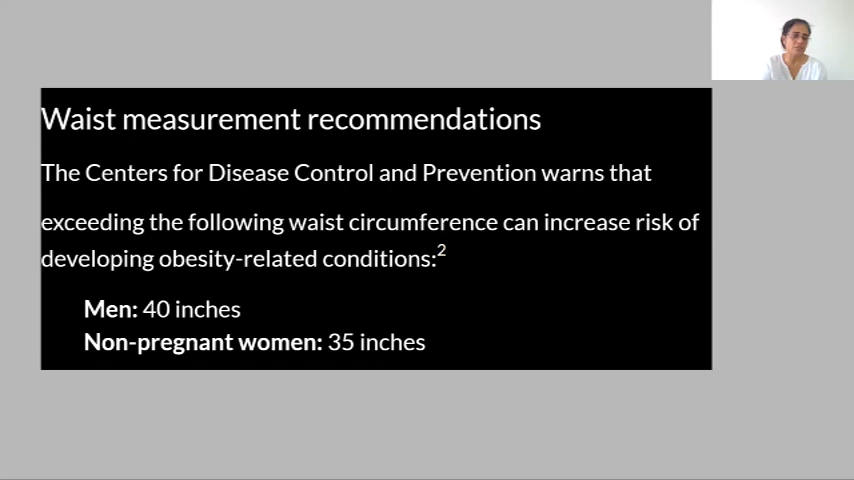 Waist measurement recommendations
The Centers for Disease Control and Prevention warns that
exceeding the following waist circumference can increase risk of
developing obesity-related conditions:2
Men: 40 inches
Non-pregnant women: 35 inches